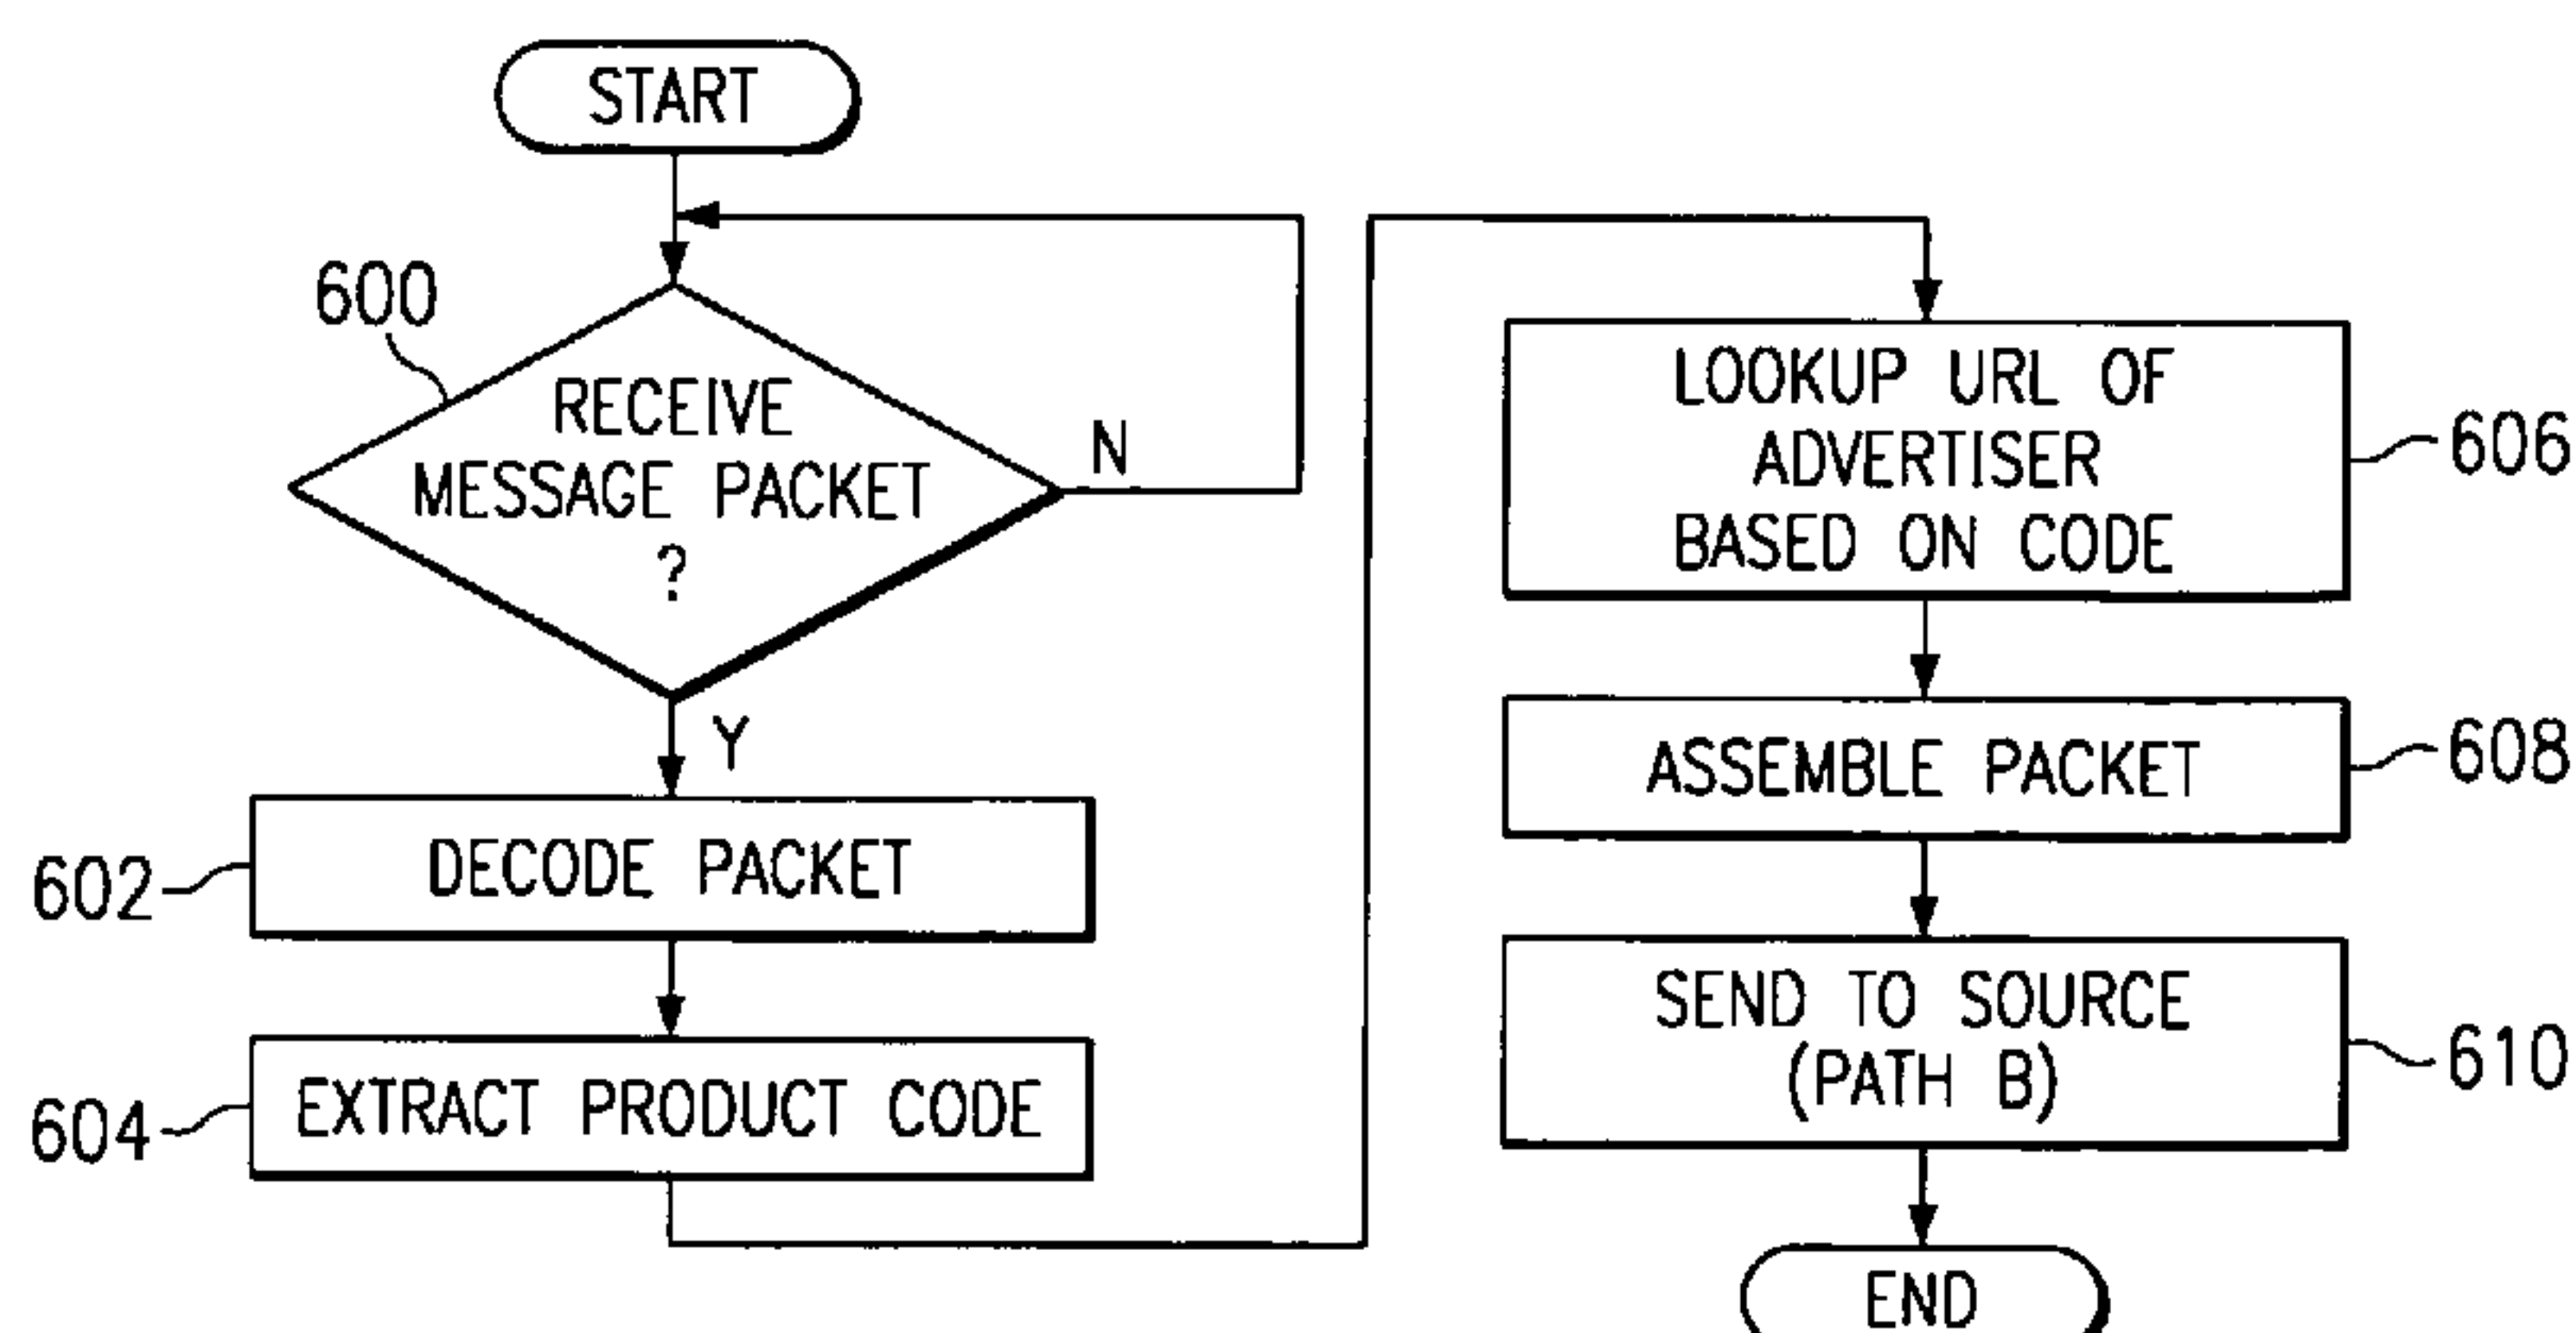 START
600
RECEIVE
MESSAGE PACKET
?
N
Y
602
DECODE PACKET
604
EXTRACT PRODUCT CODE
LOOKUP URL OF
ADVERTISER
BASED ON CODE
606
ASSEMBLE PACKET
608
SEND TO SOURCE
(PATH B)
610
END